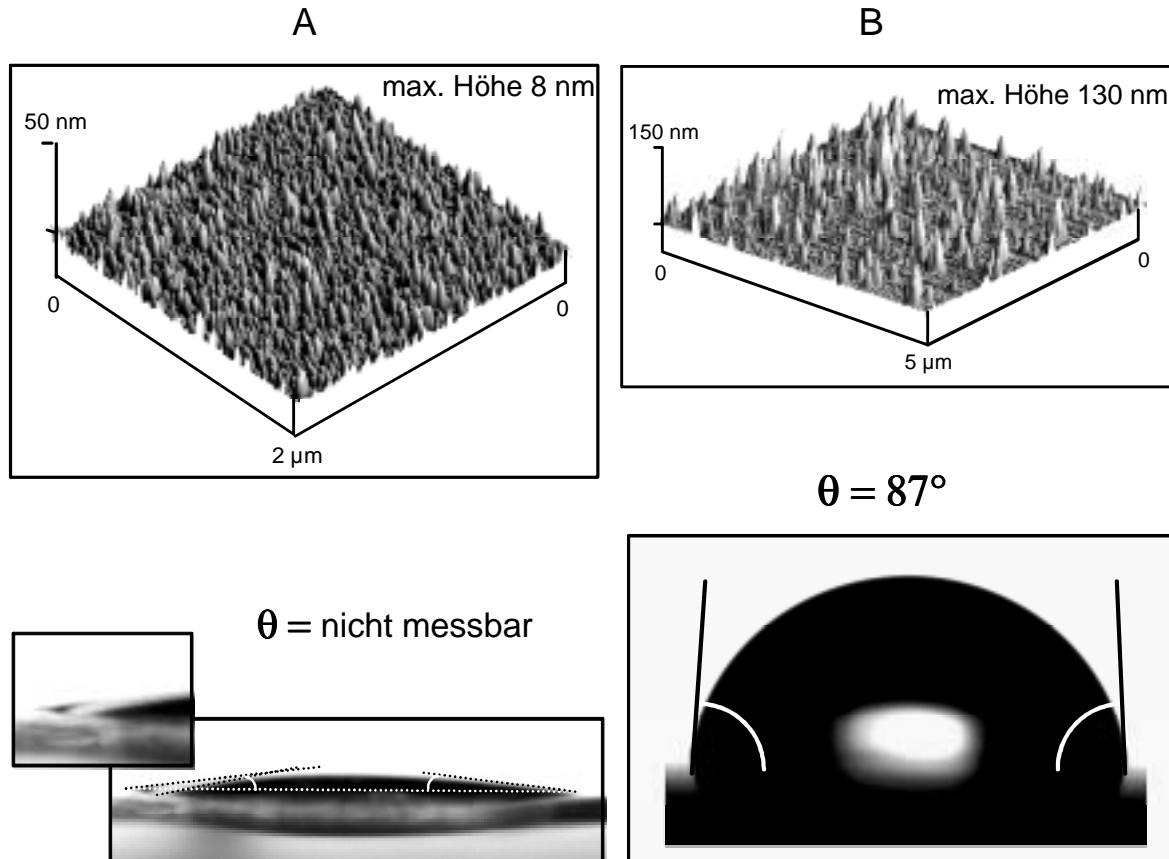 A
B
max. Höhe 8 nm
50 nm
0
0
2 µm
max. Höhe 130 nm
150 nm
0
0
5 µm
θ = 87°
θ = nicht messbar